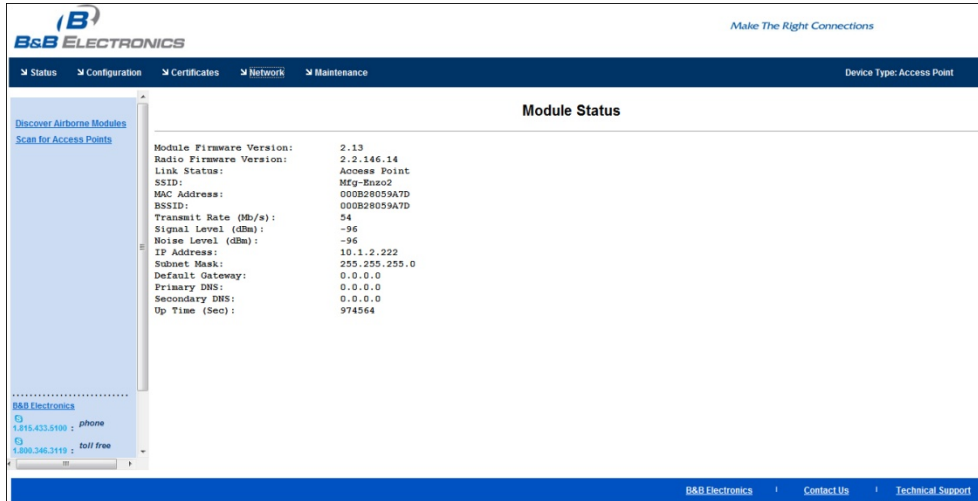 B&B ELECTRONICS
Make The Right Connections
Status Configuration Certificates Network Maintenance Device Type: Access Point
Discover Airborne Modules
Scan for Access Points
Module Status
Module Firmware Version: 2.13
Radio Firmware Version: 2.2.146.14
Link Status: Access Point
SSID: Mfg-Enzo2
MAC Address: 000B28059A7D
BSSID: 000B28059A7D
Transmit Rate (Mb/s): 54
Signal Level (dBm): -96
Noise Level (dBm): -96
IP Address: 10.1.2.222
Subnet Mask: 255.255.255.0
Default Gateway: 0.0.0.0
Primary DNS: 0.0.0.0
Secondary DNS: 0.0.0.0
Up Time (Sec): 974564
B&B Electronics
1.815.433.5100 : phone
1.800.346.3119 : toll free
B&B Electronics | Contact Us | Technical Support